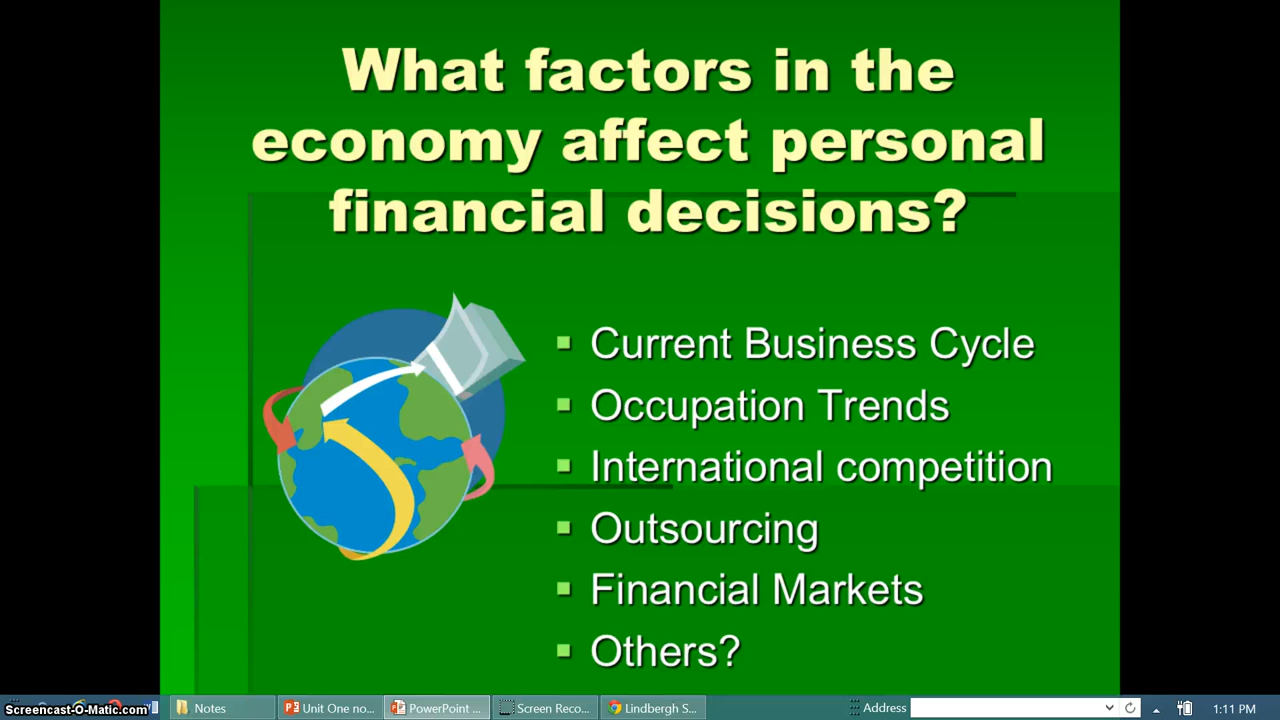 What factors in the
economy affect personal
financial decisions?
Current Business Cycle
Occupation Trends
International competition
Outsourcing
Financial Markets
Others?
Screencast-O-Matic.com
Notes
Unit One no...
PowerPoint ...
Screen Reco...
Lindbergh S...
Address
1:11 PM